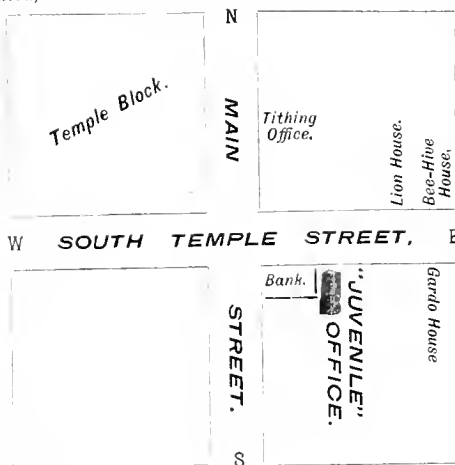 N
Temple Block.
MAIN
Tithing
Office.
Lion House.
Bee-Hive
House,
W SOUTH TEMPLE STREET, E
Bank.
"JUVENILE"
OFFICE.
Gardo House
STREET.
S